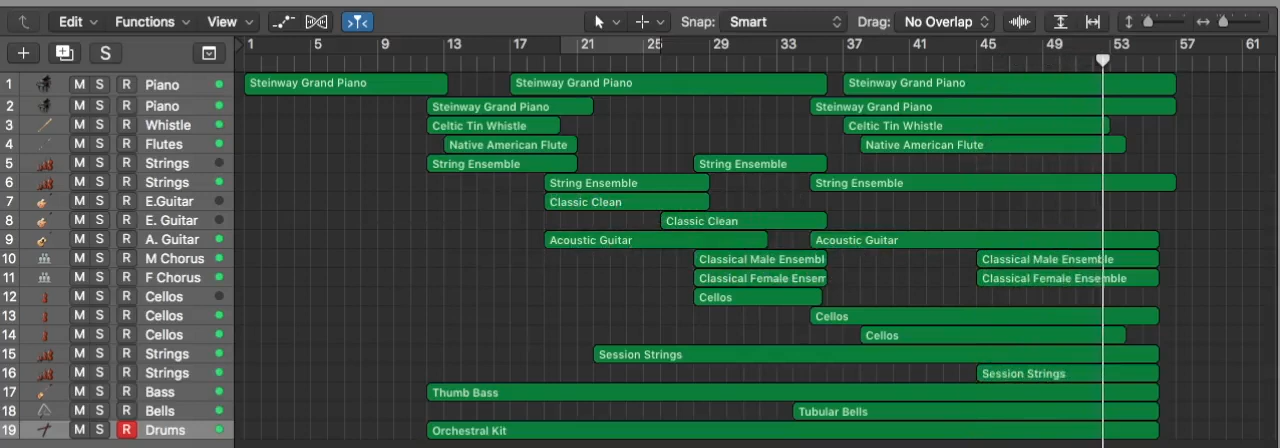 Edit Functions View Snap: Smart Drag: No Overlap
S 1 5 9 13 17 21 25 29 33 37 41 45 49 53 57 61
1 M S R Piano Steinway Grand Piano Steinway Grand Piano Steinway Grand Piano
2 M S R Piano Steinway Grand Piano Steinway Grand Piano
3 M S R Whistle Celtic Tin Whistle Celtic Tin Whistle
4 M S R Flutes Native American Flute Native American Flute
5 M S R Strings String Ensemble String Ensemble
6 M S R Strings String Ensemble String Ensemble
7 M S R E.Guitar Classic Clean
8 M S R E. Guitar Classic Clean
9 M S R A. Guitar Acoustic Guitar Acoustic Guitar
10 M S R M Chorus Classical Male Ensembl Classical Male Ensemble
11 M S R F Chorus Classical Female Ensem Classical Female Ensemble
12 M S R Cellos Cellos
13 M S R Cellos Cellos
14 M S R Cellos Cellos
15 M S R Strings Session Strings
16 M S R Strings Session Strings
17 M S R Bass Thumb Bass
18 M S R Bells Tubular Bells
19 M S R Drums Orchestral Kit